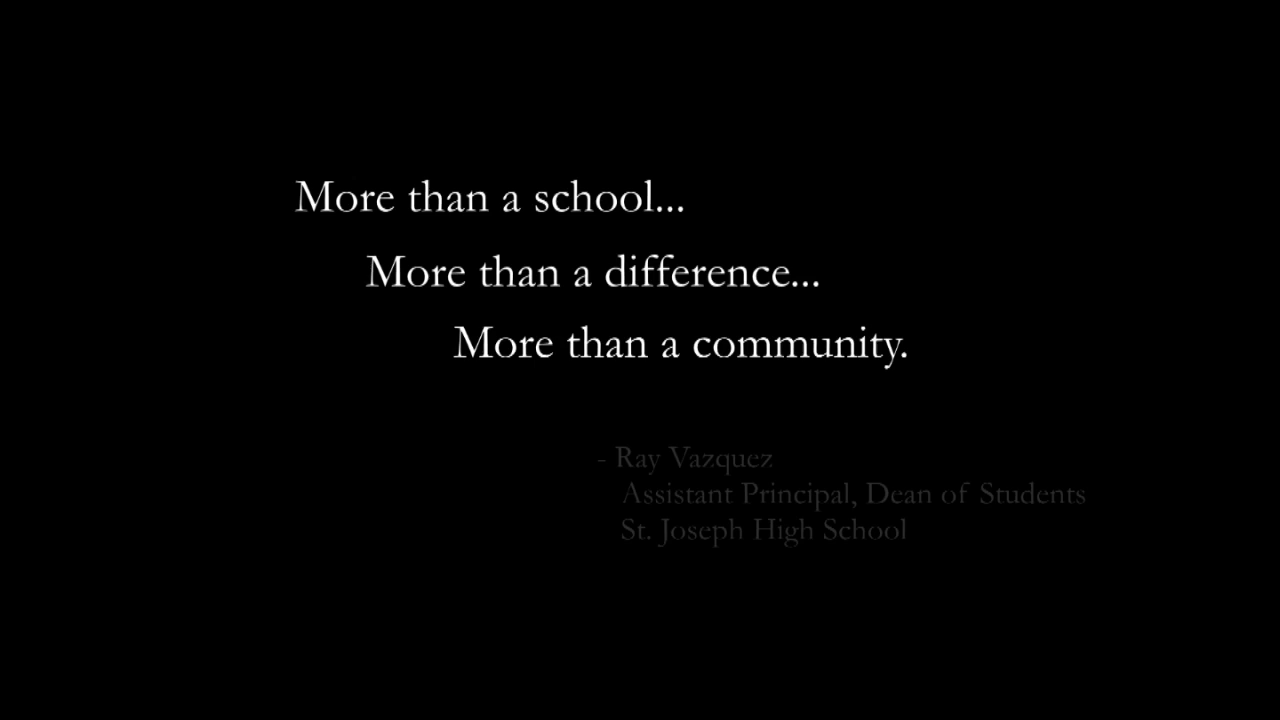 More than a school...
More than a difference...
More than a community.
- Ray Vazquez
Assistant Principal, Dean of Students
St. Joseph High School